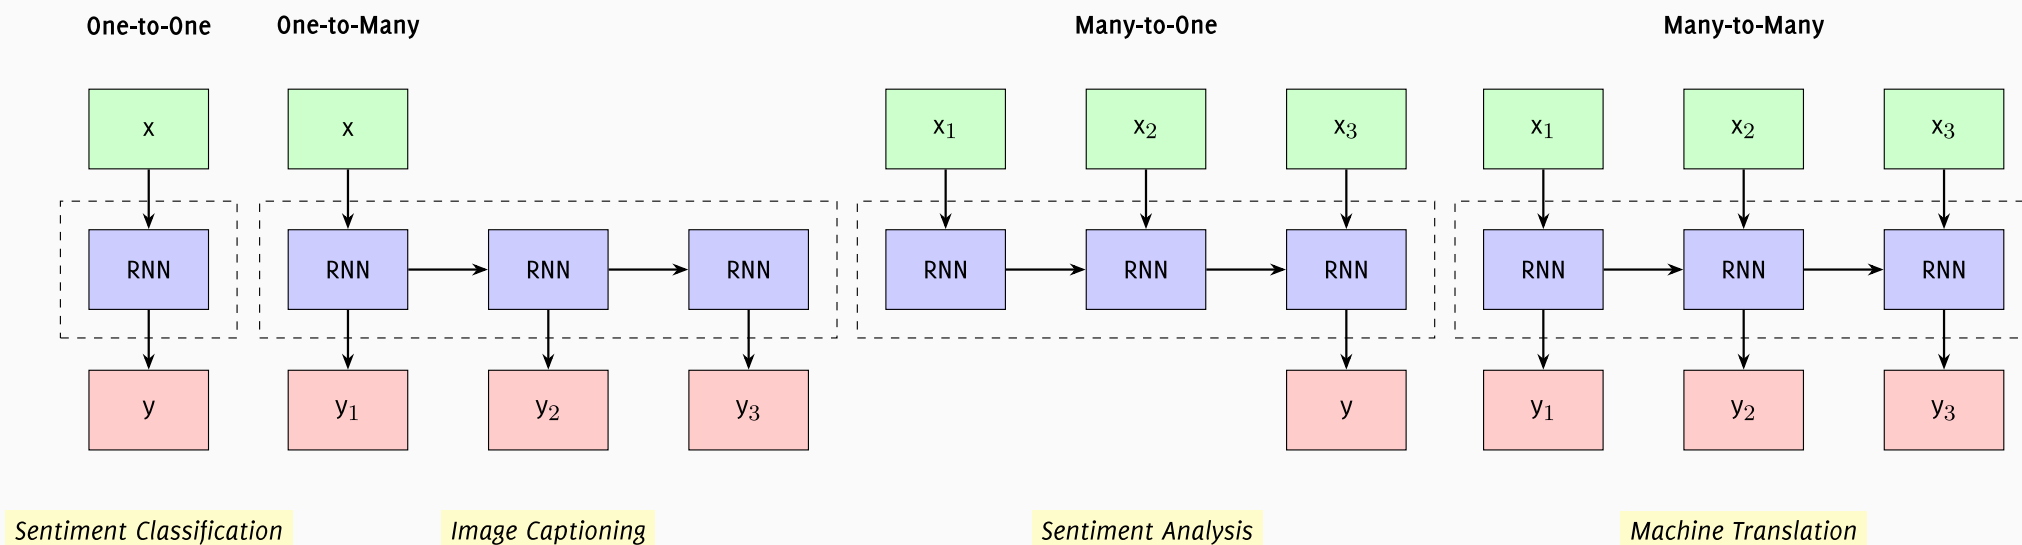 One-to-One One-to-Many Many-to-One Many-to-Many
x x x₁ x₂ x₃ x₁ x₂ x₃
RNN RNN RNN RNN RNN RNN RNN RNN RNN RNN
y y₁ y₂ y₃ y y₁ y₂ y₃
Sentiment Classification Image Captioning Sentiment Analysis Machine Translation